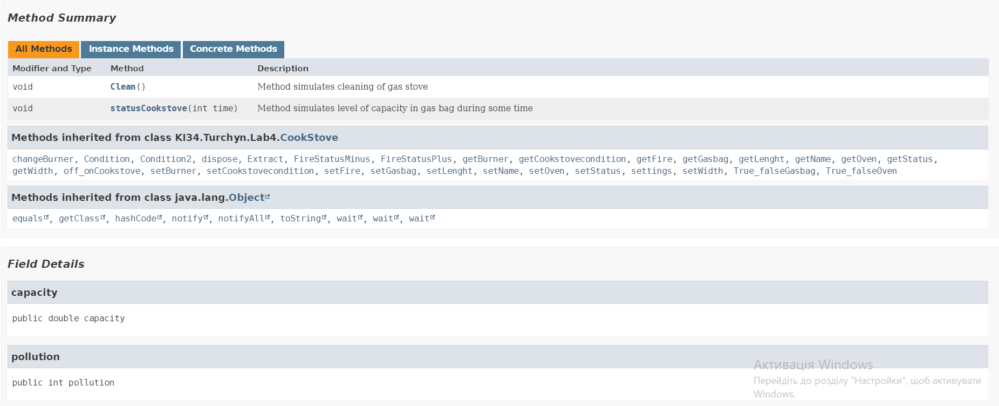 Method Summary
All Methods Instance Methods Concrete Methods
Modifier and Type Method Description
void Clean() Method simulates cleaning of gas stove
void statusCookstove(int time) Method simulates level of capacity in gas bag during some time
Methods inherited from class KI34.Turchyn.Lab4.CookStove
changeBurner, Condition, Condition2, dispose, Extract, FireStatusMinus, FireStatusPlus, getBurner, getCookstovecondition, getFire, getGasbag, getLenght, getName, getOven, getStatus,
getWidth, off_onCookstove, setBurner, setCookstovecondition, setFire, setGasbag, setLenght, setName, setOven, setStatus, settings, setWidth, True_falseGasbag, True_falseOven
Methods inherited from class java.lang.Object
equals, getClass, hashCode, notify, notifyAll, toString, wait, wait, wait
Field Details
capacity
public double capacity
pollution
public int pollution
Активація Windows
Перейдіть до розділу "Настройки", щоб активувати
Windows.